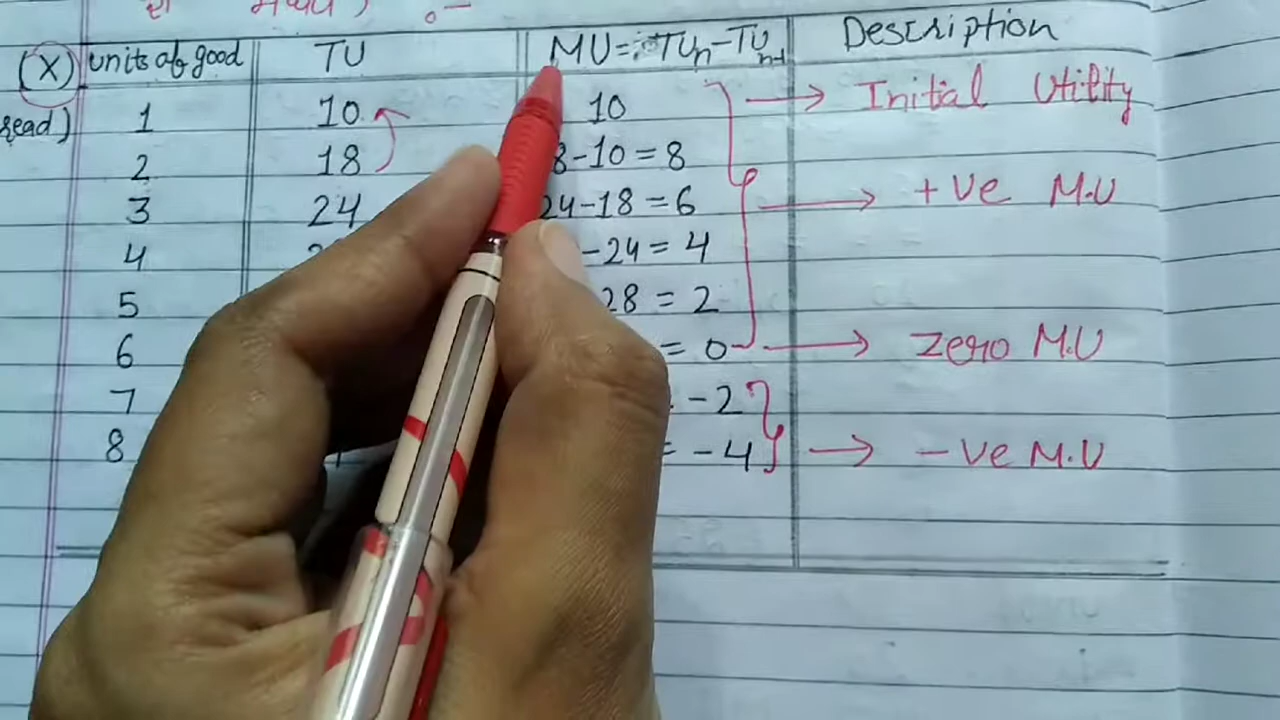 (X) units of good TU MU = TUn - TUn-1 Description
1 10 10 → Initial Utility
2 18 8-10 = 8
3 24 24-18 = 6 → +ve M.U
4 -24 = 4
5 28 = 2
6 = 0 → Zero M.U
7 -2
8 = -4 → -ve M.U